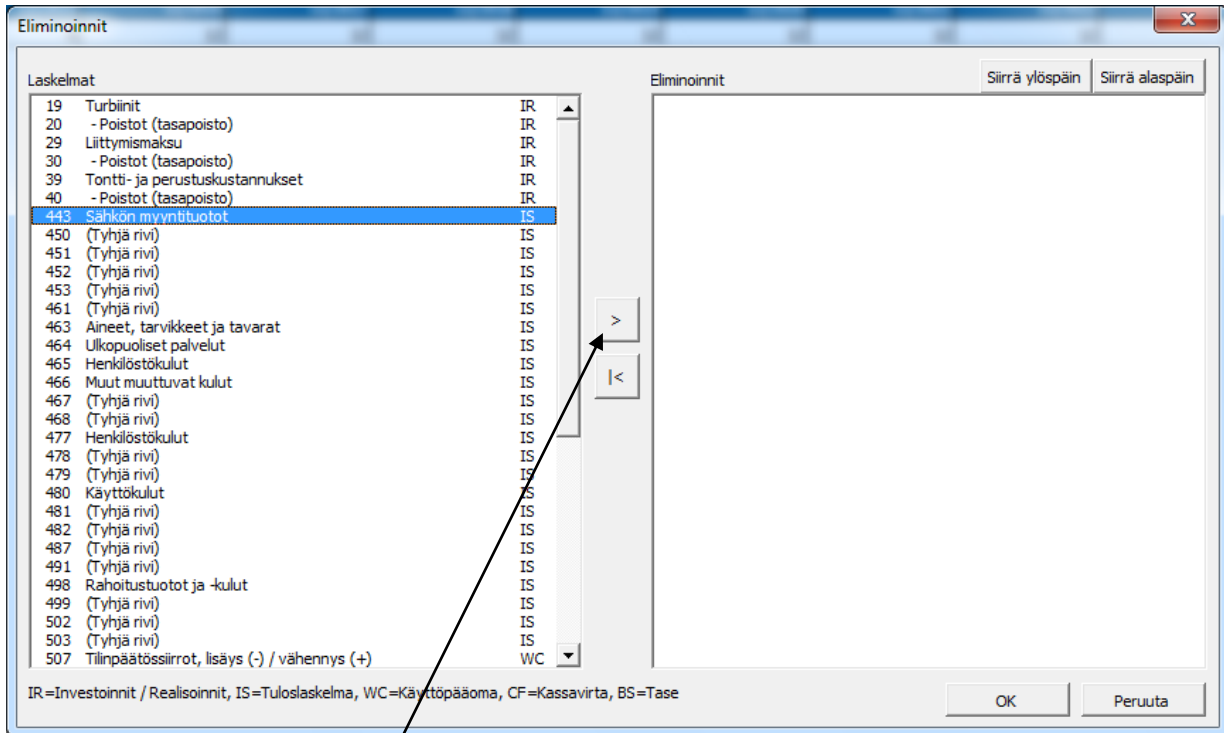 Eliminoinnit
Laskelmat
Eliminoinnit
Siirrä ylöspäin
Siirrä alaspäin
19 Turbiinit IR
20 - Poistot (tasapoisto) IR
29 Liittymismaksu IR
30 - Poistot (tasapoisto) IR
39 Tontti- ja perustuskustannukset IR
40 - Poistot (tasapoisto) IR
443 Sähkön myyntituotot IS
450 (Tyhjä rivi) IS
451 (Tyhjä rivi) IS
452 (Tyhjä rivi) IS
453 (Tyhjä rivi) IS
461 (Tyhjä rivi) IS
463 Aineet, tarvikkeet ja tavarat IS
464 Ulkopuoliset palvelut IS
465 Henkilöstökulut IS
466 Muut muuttuvat kulut IS
467 (Tyhjä rivi) IS
468 (Tyhjä rivi) IS
477 Henkilöstökulut IS
478 (Tyhjä rivi) IS
479 (Tyhjä rivi) IS
480 Käyttökulut IS
481 (Tyhjä rivi) IS
482 (Tyhjä rivi) IS
487 (Tyhjä rivi) IS
491 (Tyhjä rivi) IS
498 Rahoitustuotot ja -kulut IS
499 (Tyhjä rivi) IS
502 (Tyhjä rivi) IS
503 (Tyhjä rivi) IS
507 Tilinpäätössiirrot, lisäys (-) / vähennys (+) WC
>
|<
IR=Investoinnit / Realisoinnit, IS=Tuloslaskelma, WC=Käyttöpääoma, CF=Kassavirta, BS=Tase
OK
Peruuta